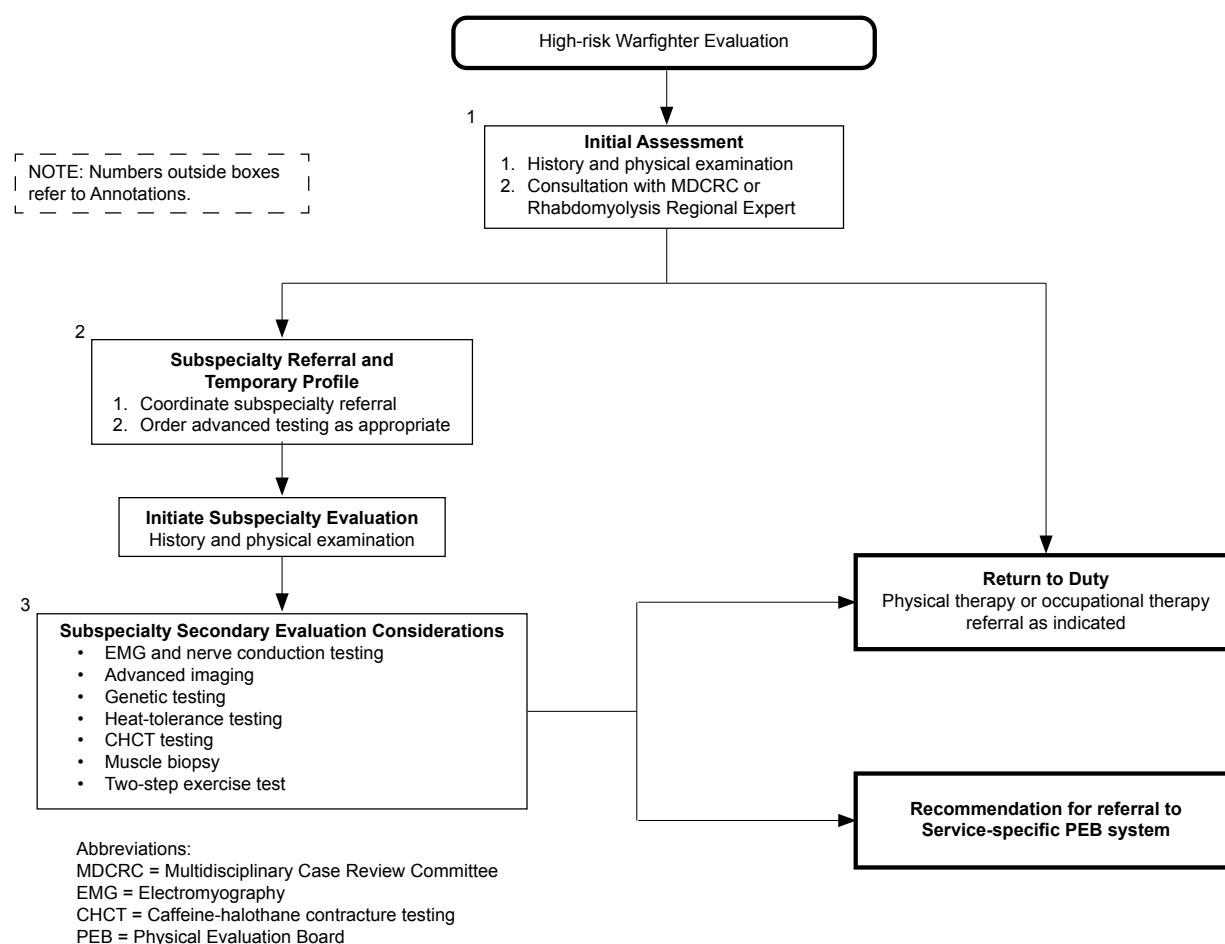 High-risk Warfighter Evaluation
1
Initial Assessment
1. History and physical examination
2. Consultation with MDCRC or
Rhabdomyolysis Regional Expert
NOTE: Numbers outside boxes
refer to Annotations.
2
Subspecialty Referral and
Temporary Profile
1. Coordinate subspecialty referral
2. Order advanced testing as appropriate
Initiate Subspecialty Evaluation
History and physical examination
3
Subspecialty Secondary Evaluation Considerations
• EMG and nerve conduction testing
• Advanced imaging
• Genetic testing
• Heat-tolerance testing
• CHCT testing
• Muscle biopsy
• Two-step exercise test
Return to Duty
Physical therapy or occupational therapy
referral as indicated
Recommendation for referral to
Service-specific PEB system
Abbreviations:
MDCRC = Multidisciplinary Case Review Committee
EMG = Electromyography
CHCT = Caffeine-halothane contracture testing
PEB = Physical Evaluation Board